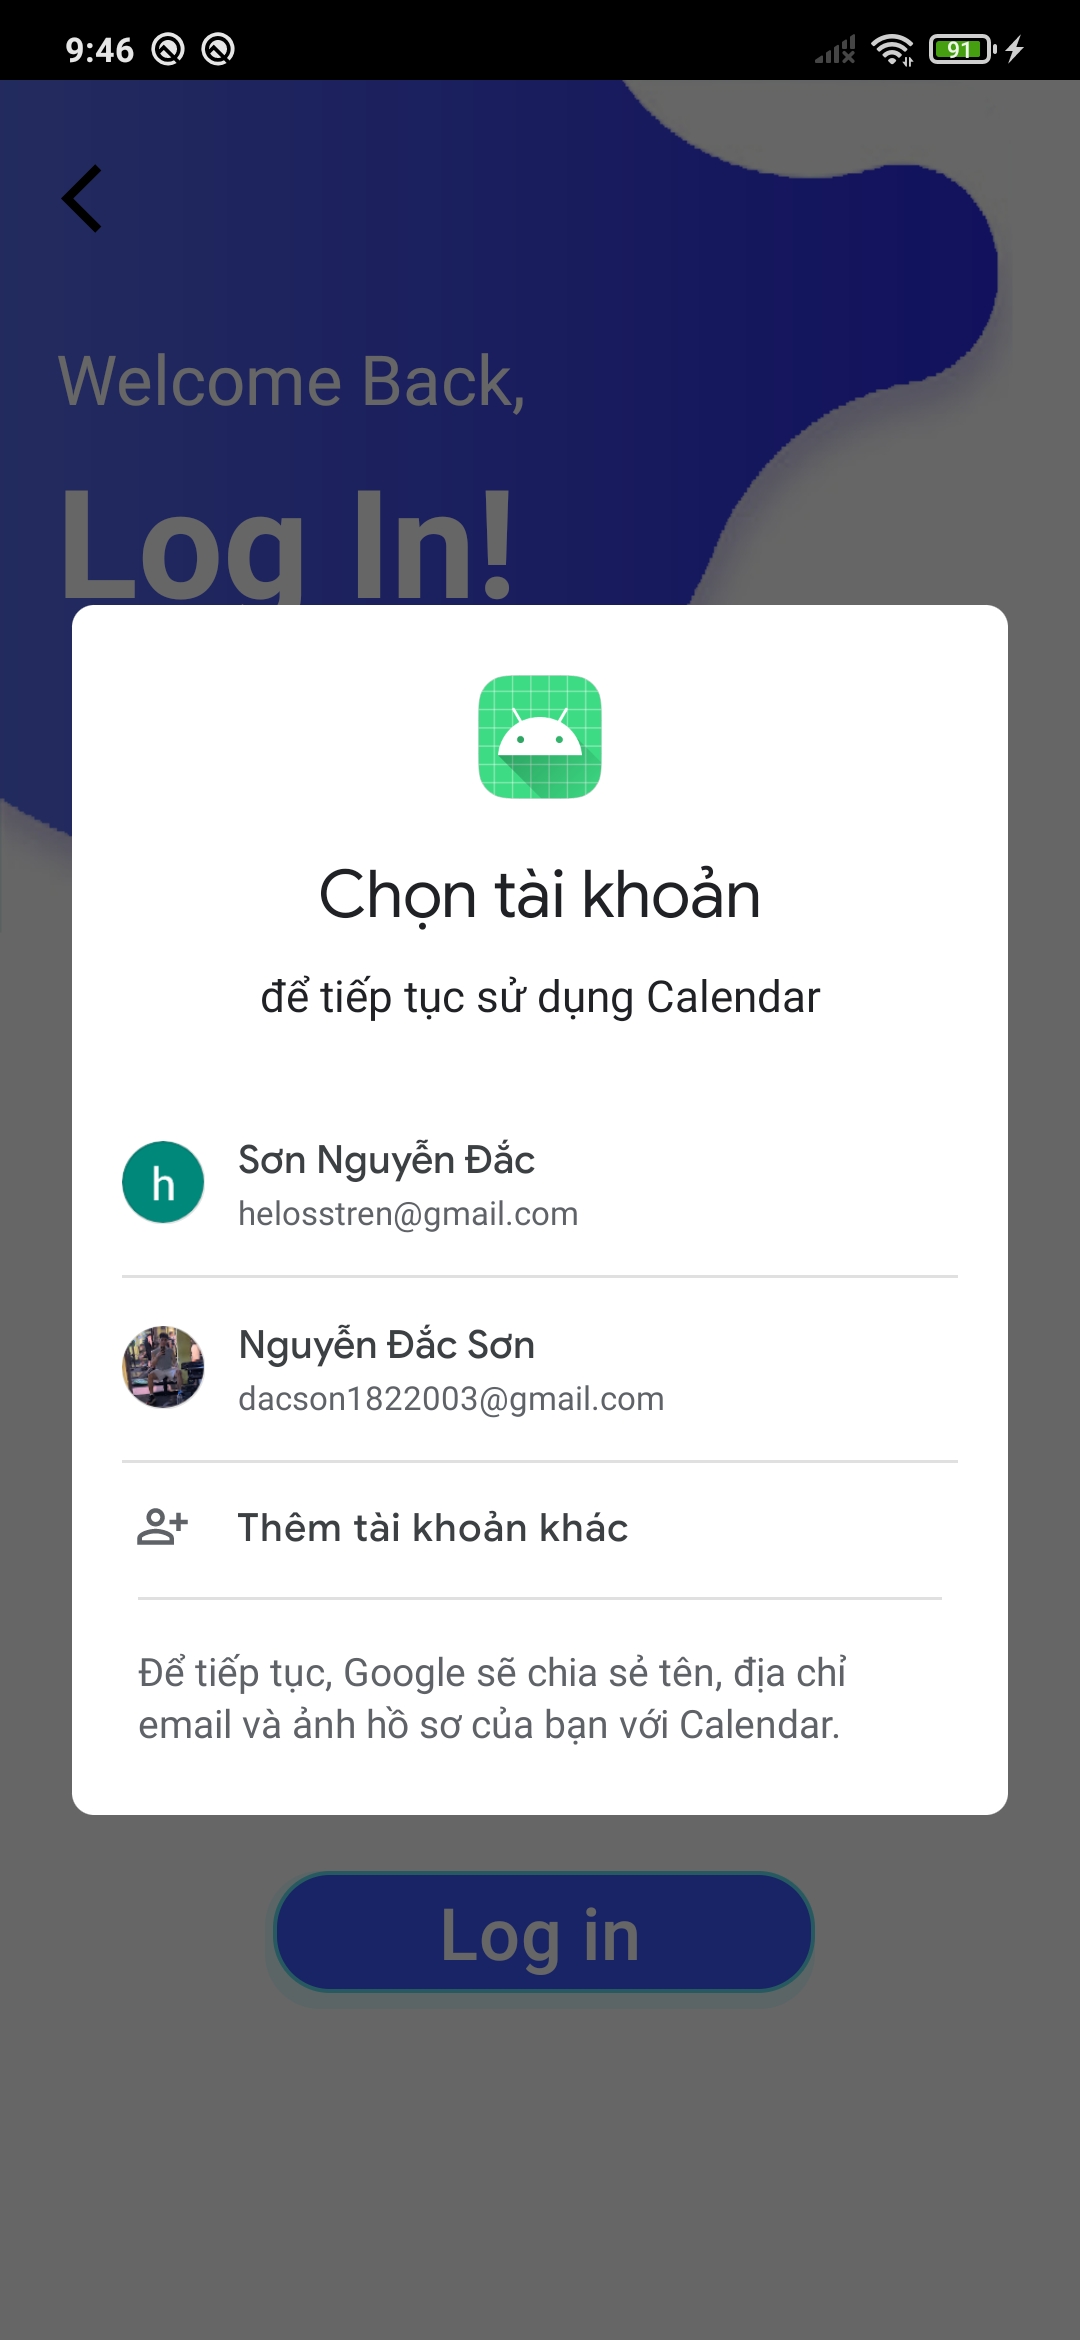 9:46
91
Welcome Back,
Log In!
Chọn tài khoản
để tiếp tục sử dụng Calendar
h
Sơn Nguyễn Đắc
helosstren@gmail.com
Nguyễn Đắc Sơn
dacson1822003@gmail.com
Thêm tài khoản khác
Để tiếp tục, Google sẽ chia sẻ tên, địa chỉ
email và ảnh hồ sơ của bạn với Calendar.
Log in